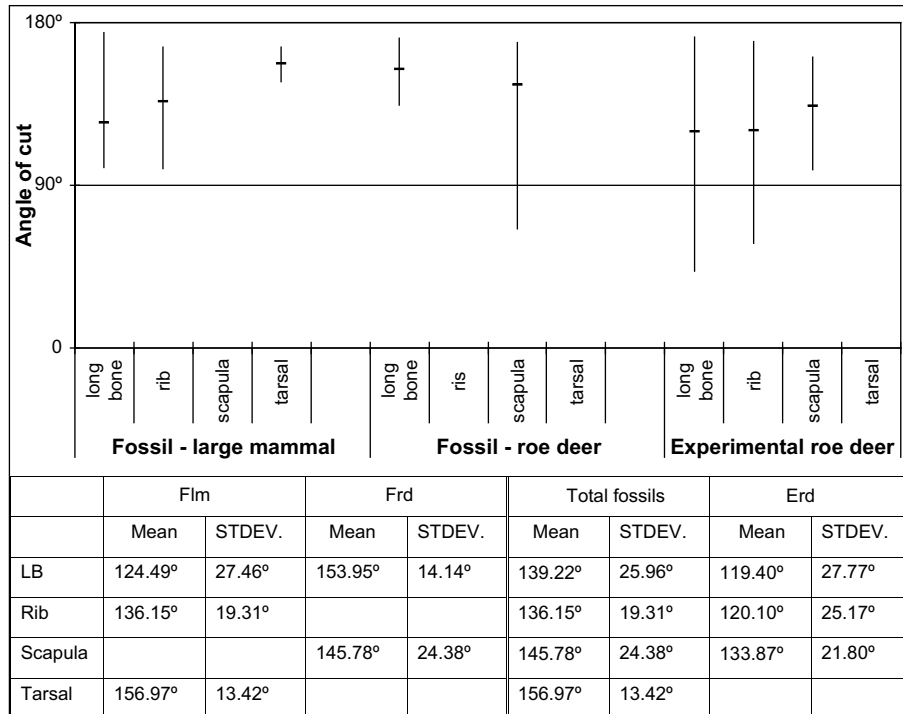 180º
90º
0
Angle of cut
long bone
rib
scapula
tarsal
long bone
ris
scapula
tarsal
long bone
rib
scapula
tarsal
Fossil - large mammal Fossil - roe deer Experimental roe deer
Flm Frd Total fossils Erd
Mean STDEV. Mean STDEV. Mean STDEV. Mean STDEV.
LB 124.49º 27.46º 153.95º 14.14º 139.22º 25.96º 119.40º 27.77º
Rib 136.15º 19.31º 136.15º 19.31º 120.10º 25.17º
Scapula 145.78º 24.38º 145.78º 24.38º 133.87º 21.80º
Tarsal 156.97º 13.42º 156.97º 13.42º